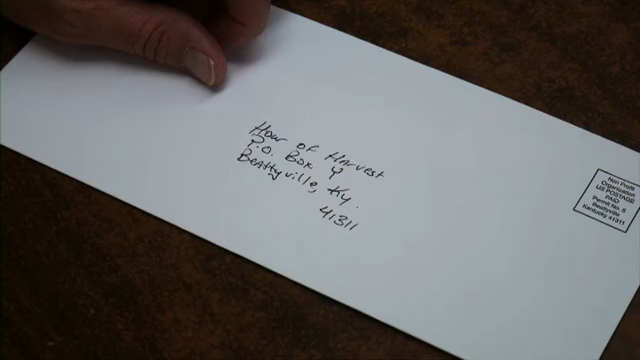 Hour of Harvest
P.O. Box Y
Beattyville, Ky.
41311
Non Profit
Organization
US POSTAGE
PAID
Permit No. 5
Beattyville
Kentucky 41311